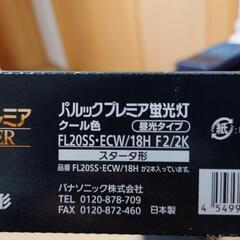 パルックプレミア蛍光灯
クール色 昼光タイプ
FL20SS・ECW/18H F2/2K
スタータ形
品番 FL20SS・ECW/18H が2本入っています。
パナソニック株式会社
TEL 0120-878-709
FAX 0120-872-460 日本製
レミア
ER
形
紙
4549